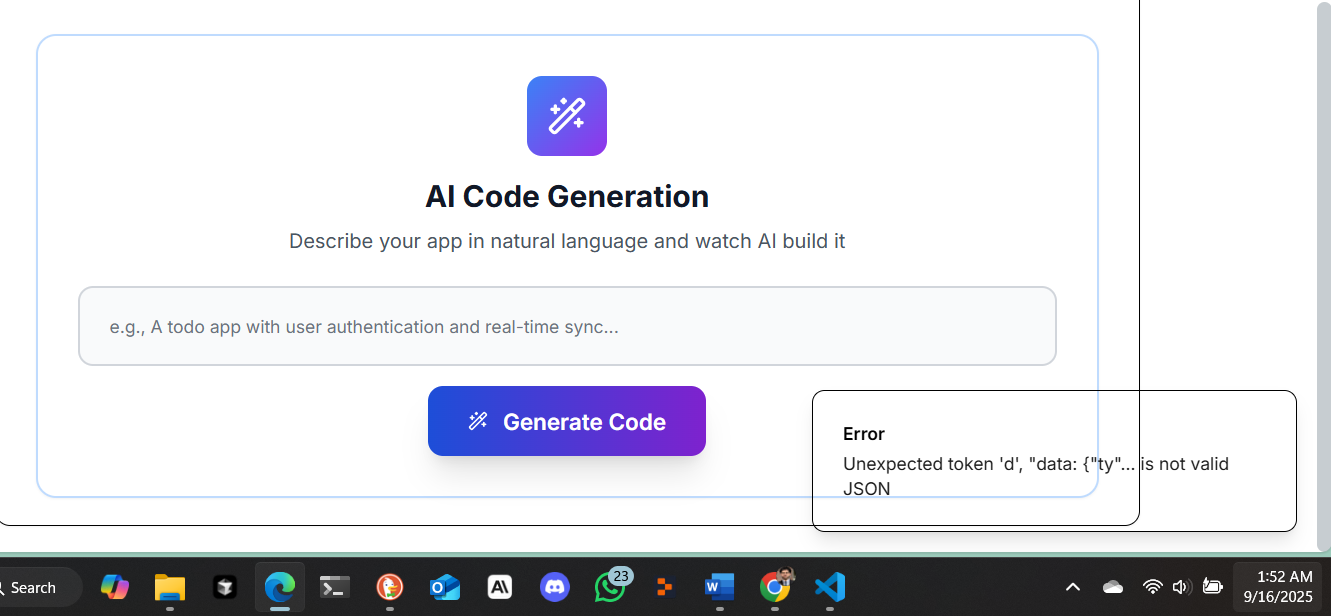 AI Code Generation
Describe your app in natural language and watch AI build it
e.g., A todo app with user authentication and real-time sync...
Generate Code
Error
Unexpected token 'd', "data: {"ty"... is not valid
JSON
Search
AI
O
23
W
1:52 AM
9/16/2025